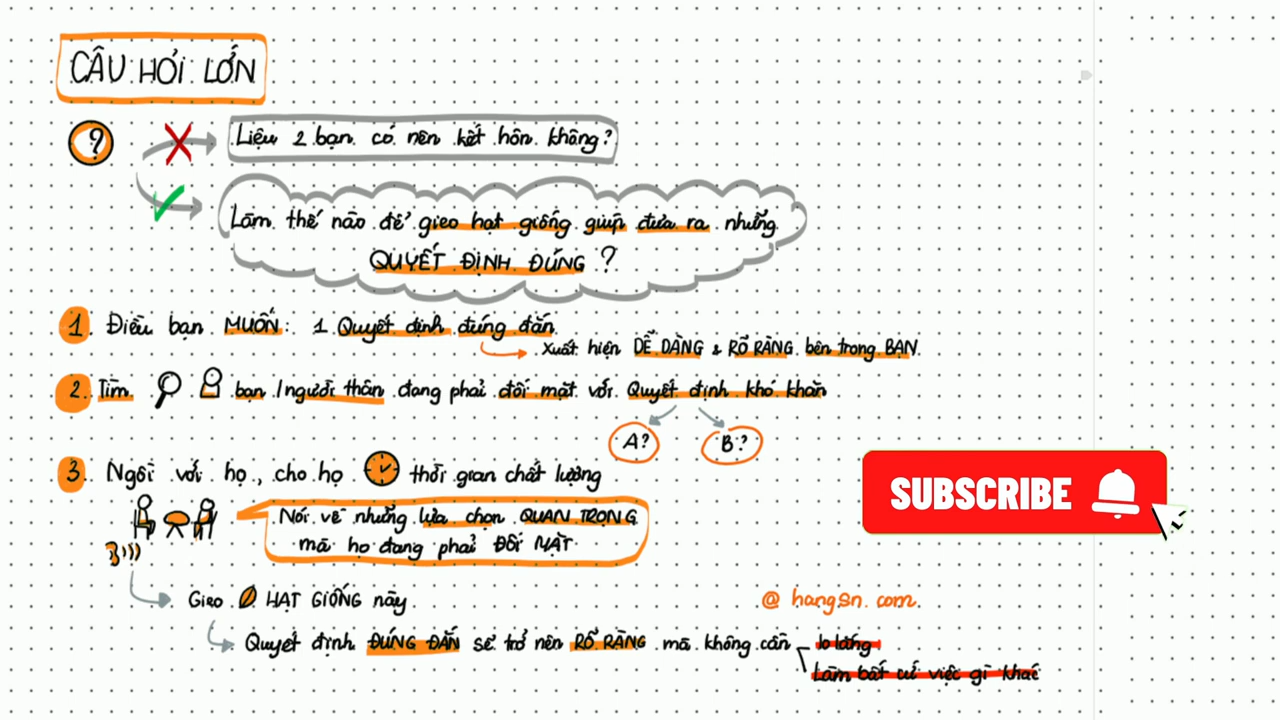 CÂU HỎI LỚN
?
Liệu 2 bạn có nên kết hôn không?
Làm thế nào để gieo hạt giống giúp đưa ra những
QUYẾT ĐỊNH ĐÚNG ?
1. Điều bạn MUỐN: 1 Quyết định đúng đắn
Xuất hiện DỄ DÀNG & RÕ RÀNG bên trong BẠN
2. Tìm bạn / người thân đang phải đối mặt với Quyết định khó khăn
A? B?
3. Ngồi với họ, cho họ thời gian chất lượng
Nói về những lựa chọn QUAN TRỌNG
mà họ đang phải ĐỐI MẶT
Gieo HẠT GIỐNG này
@ hangsn.com
Quyết định ĐÚNG ĐẮN sẽ trở nên RÕ RÀNG mà không cần lo lắng
Làm bất cứ việc gì khác
SUBSCRIBE